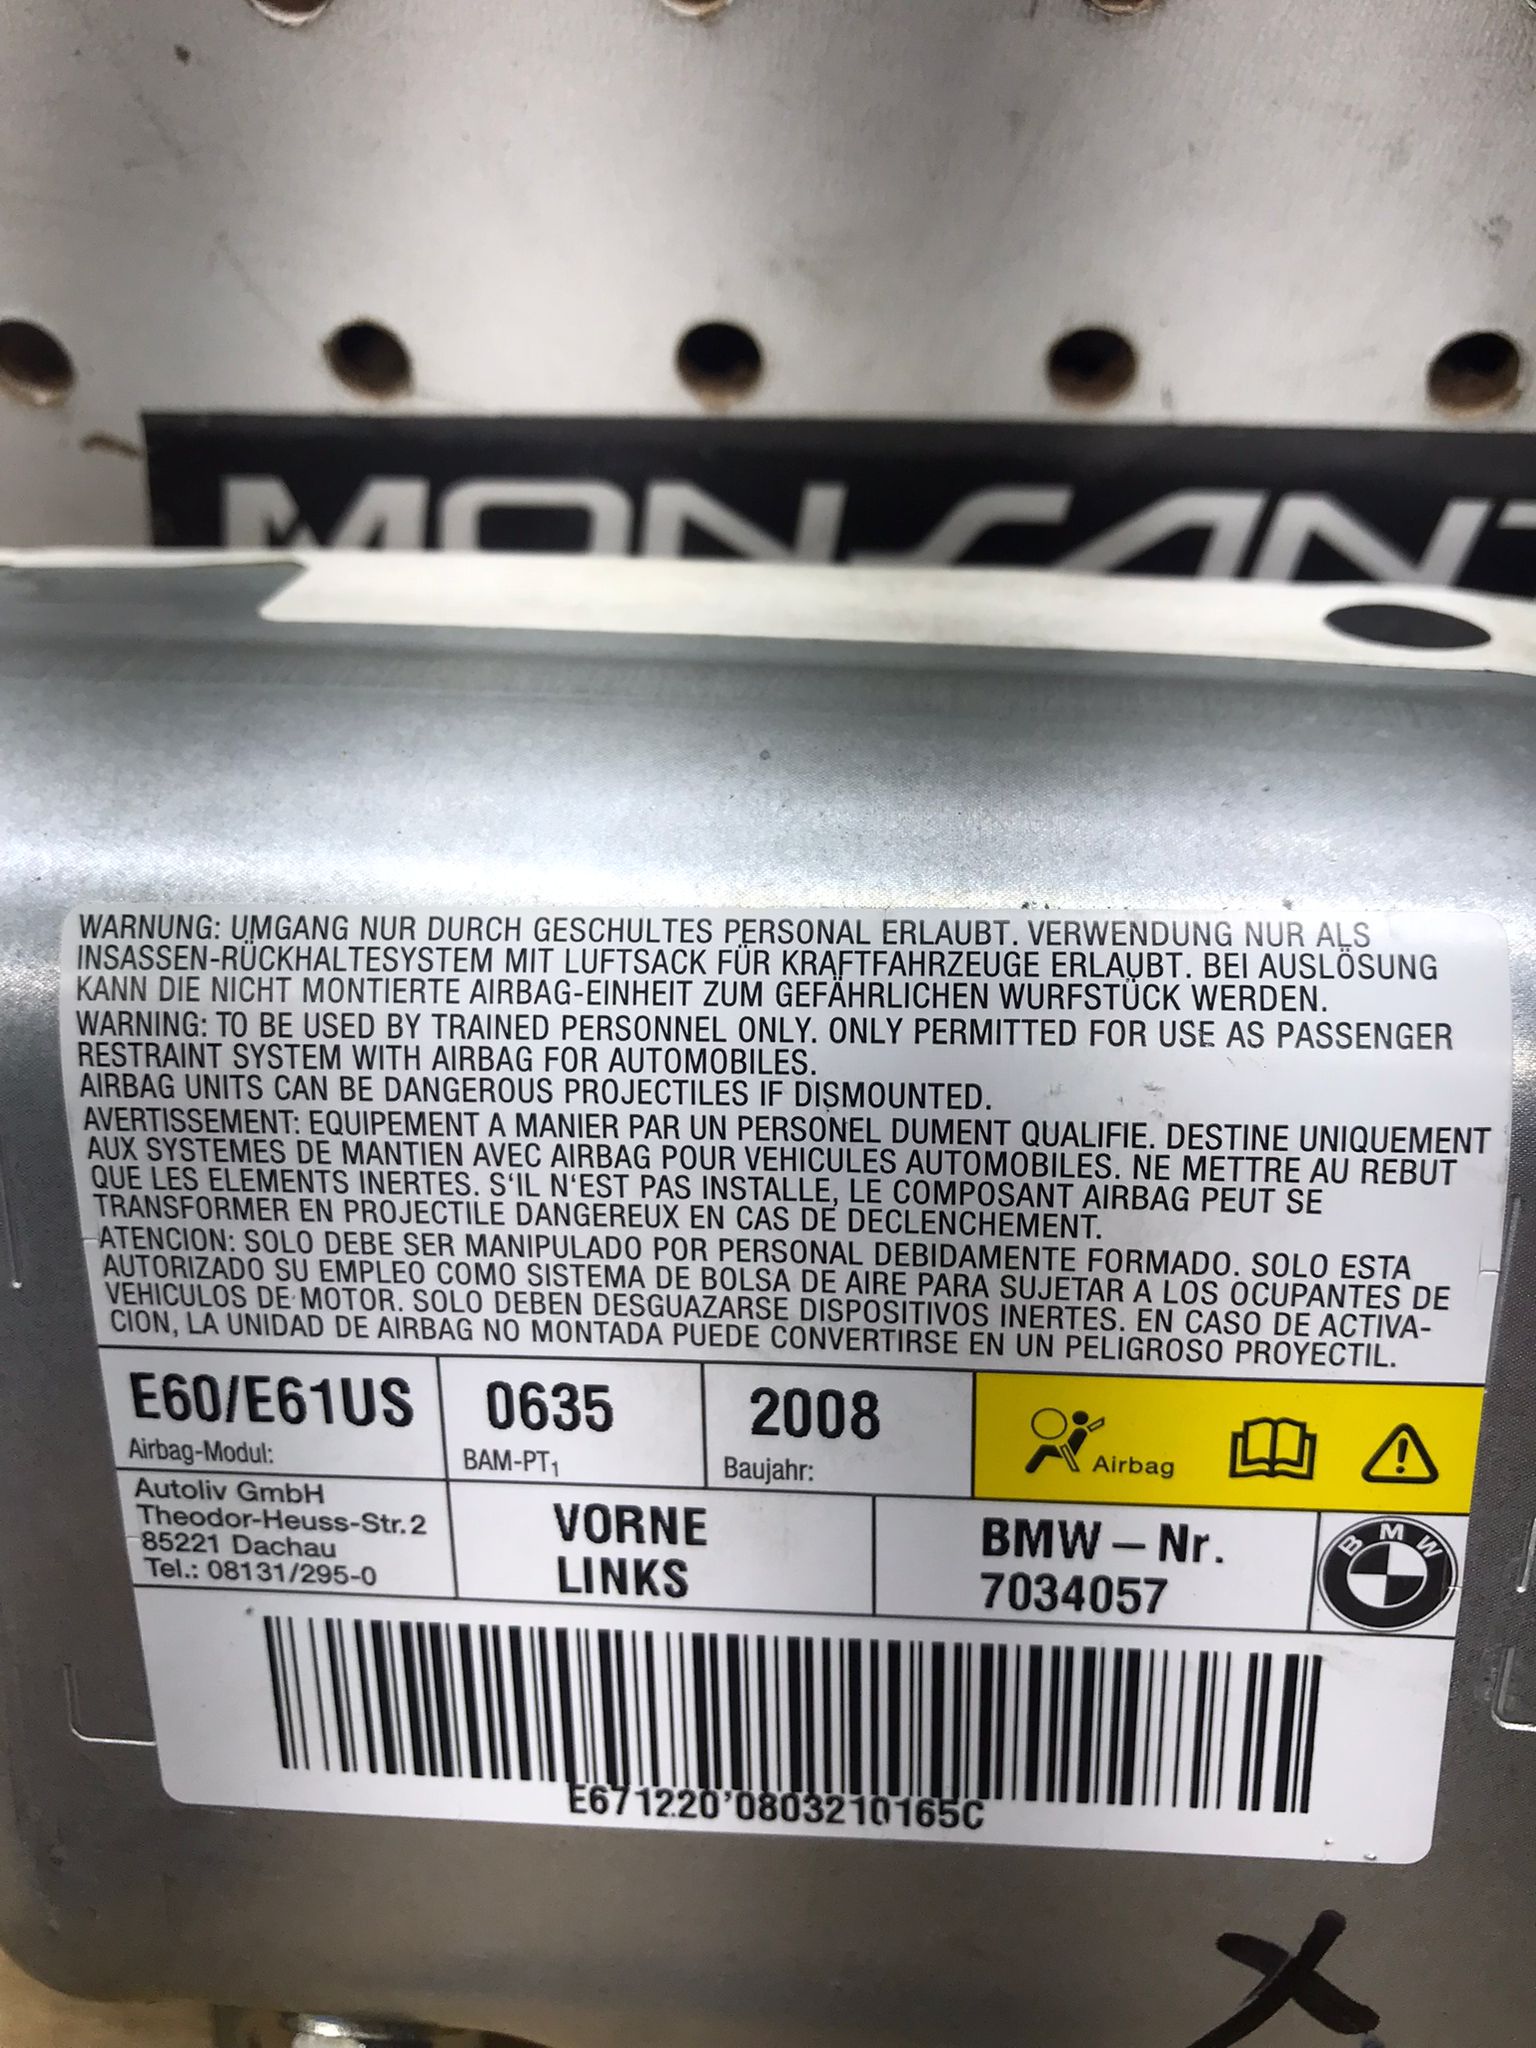 MONSANT
WARNUNG: UMGANG NUR DURCH GESCHULTES PERSONAL ERLAUBT. VERWENDUNG NUR ALS
INSASSEN-RÜCKHALTESYSTEM MIT LUFTSACK FÜR KRAFTFAHRZEUGE ERLAUBT. BEI AUSLÖSUNG
KANN DIE NICHT MONTIERTE AIRBAG-EINHEIT ZUM GEFÄHRLICHEN WURFSTÜCK WERDEN.
WARNING: TO BE USED BY TRAINED PERSONNEL ONLY. ONLY PERMITTED FOR USE AS PASSENGER
RESTRAINT SYSTEM WITH AIRBAG FOR AUTOMOBILES.
AIRBAG UNITS CAN BE DANGEROUS PROJECTILES IF DISMOUNTED.
AVERTISSEMENT: EQUIPEMENT A MANIER PAR UN PERSONEL DUMENT QUALIFIE. DESTINE UNIQUEMENT
AUX SYSTEMES DE MANTIEN AVEC AIRBAG POUR VEHICULES AUTOMOBILES. NE METTRE AU REBUT
QUE LES ELEMENTS INERTES. S'IL N'EST PAS INSTALLE, LE COMPOSANT AIRBAG PEUT SE
TRANSFORMER EN PROJECTILE DANGEREUX EN CAS DE DECLENCHEMENT.
ATENCION: SOLO DEBE SER MANIPULADO POR PERSONAL DEBIDAMENTE FORMADO. SOLO ESTA
AUTORIZADO SU EMPLEO COMO SISTEMA DE BOLSA DE AIRE PARA SUJETAR A LOS OCUPANTES DE
VEHICULOS DE MOTOR. SOLO DEBEN DESGUAZARSE DISPOSITIVOS INERTES. EN CASO DE ACTIVA-
CION, LA UNIDAD DE AIRBAG NO MONTADA PUEDE CONVERTIRSE EN UN PELIGROSO PROYECTIL.
E60/E61US 0635 2008
Airbag-Modul: BAM-PT1 Baujahr: Airbag
Autoliv GmbH
Theodor-Heuss-Str.2
85221 Dachau
Tel.: 08131/295-0
VORNE
LINKS
BMW – Nr.
7034057
BMW
E671220'0803210165C
X